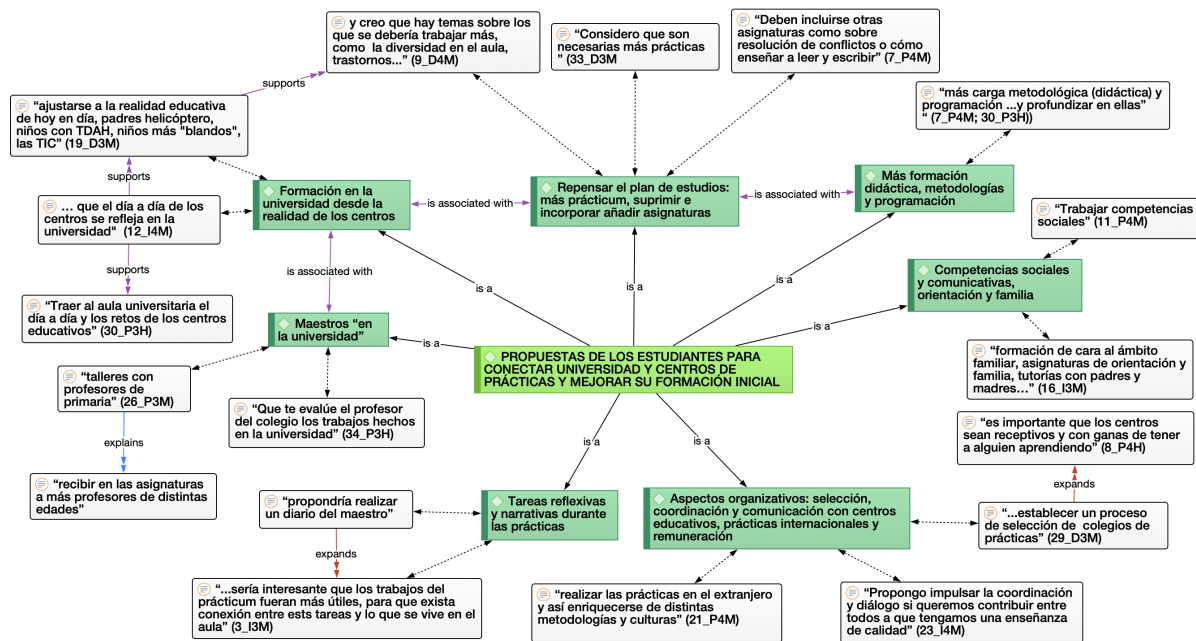 y creo que hay temas sobre los
que se debería trabajar más,
como la diversidad en el aula,
trastornos..." (9_D4M)
“Considero que son
necesarias más prácticas
” (33_D3M
“Deben incluirse otras
asignaturas como sobre
resolución de conflictos o cómo
enseñar a leer y escribir” (7_P4M)
supports
“más carga metodológica (didáctica) y
programación ...y profundizar en ellas”
“ (7_P4M; 30_P3H))
“ajustarse a la realidad educativa
de hoy en día, padres helicóptero,
niños con TDAH, niños más "blandos",
las TIC” (19_D3M)
supports
Formación en la
universidad desde la
realidad de los centros
is associated with
Repensar el plan de estudios:
más prácticum, suprimir e
incorporar añadir asignaturas
is associated with
Más formación
didáctica, metodologías
y programación
... que el día a día de los
centros se refleja en la
universidad" (12_I4M)
“Trabajar competencias
sociales” (11_P4M)
supports
is associated with
Competencias sociales
y comunicativas,
orientación y familia
is a
is a
is a
“Traer al aula universitaria el
día a día y los retos de los centros
educativos” (30_P3H)
Maestros “en
la universidad”
is a
is a
PROPUESTAS DE LOS ESTUDIANTES PARA
CONECTAR UNIVERSIDAD Y CENTROS DE
PRÁCTICAS Y MEJORAR SU FORMACIÓN INICIAL
“formación de cara al ámbito
familiar, asignaturas de orientación y
familia, tutorías con padres y
madres…” (16_I3M)
“talleres con
profesores de
primaria” (26_P3M)
“Que te evalúe el profesor
del colegio los trabajos hechos
en la universidad” (34_P3H)
“es importante que los centros
sean receptivos y con ganas de tener
a alguien aprendiendo”
(8_P4H)
explains
is a
is a
“recibir en las asignaturas
a más profesores de distintas
edades”
expands
“propondría realizar
un diario del maestro”
Tareas reflexivas
y narrativas durante
las prácticas
Aspectos organizativos: selección,
coordinación y comunicación con centros
educativos, prácticas internacionales y
remuneración
“...establecer un proceso
de selección de colegios de
prácticas” (29_D3M)
expands
"...sería interesante que los trabajos del
prácticum fueran más útiles, para que exista
conexión entre ests tareas y lo que se vive en el
aula” (3_I3M)
“realizar las prácticas en el extranjero
y así enriquecerse de distintas
metodologías y culturas” (21_P4M)
“Propongo impulsar la coordinación
y diálogo si queremos contribuir entre
todos a que tengamos una enseñanza
de calidad” (23_I4M)